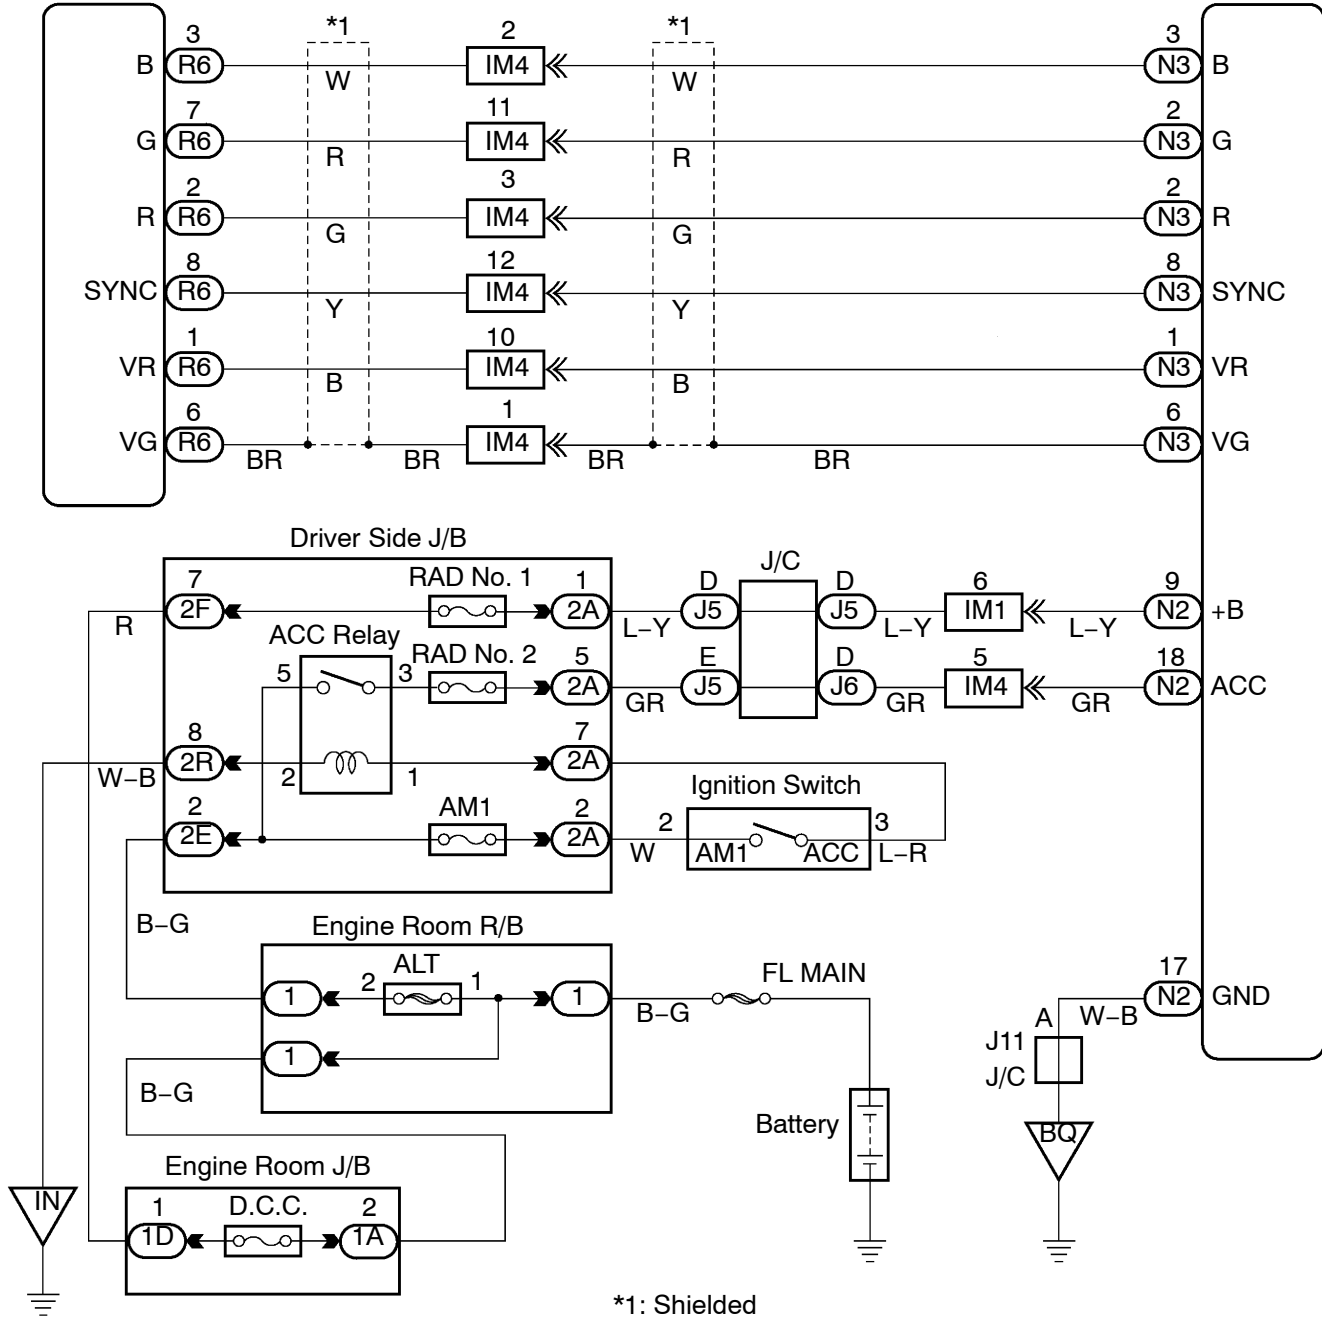 *1 2 *1
3 3
B R6 W IM4 W N3 B
7 11 2
G R6 R IM4 R N3 G
2 3 2
R R6 G IM4 G N3 R
8 12 8
SYNC R6 Y IM4 Y N3 SYNC
1 10 1
VR R6 B IM4 B N3 VR
6 1 6
VG R6 IM4 N3 VG
BR BR BR BR
Driver Side J/B
J/C
7 RAD No. 1 1 D D 6 9
2F 2A J5 J5 IM1 N2 +B
R L–Y L–Y L–Y
ACC Relay
5 3 RAD No. 2 5 E D 5 18
2A J5 J6 IM4 N2 ACC
GR GR GR
8 7
2R 2 1 2A
W–B
Ignition Switch
2 AM1 2 2 3
2E 2A AM1 ACC
W L–R
B–G
Engine Room R/B
ALT
1 2 1 1
FL MAIN
B–G
17
N2 GND
A W–B
J11
J/C
1
B–G
Battery
BQ
Engine Room J/B
IN
1 D.C.C. 2
1D 1A
*1: Shielded